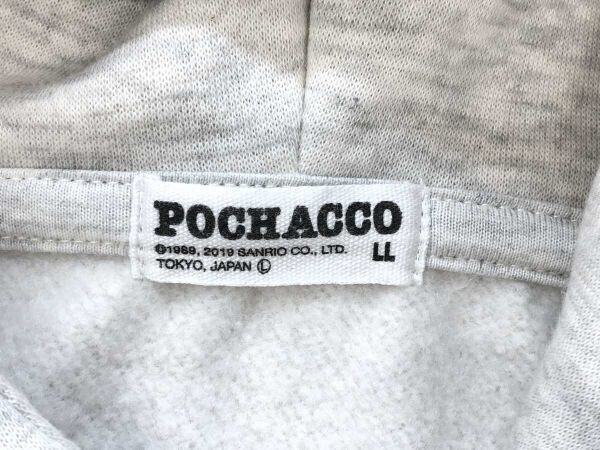 POCHACCO
©1989, 2019 SANRIO CO., LTD. LL
TOKYO, JAPAN Ⓛ